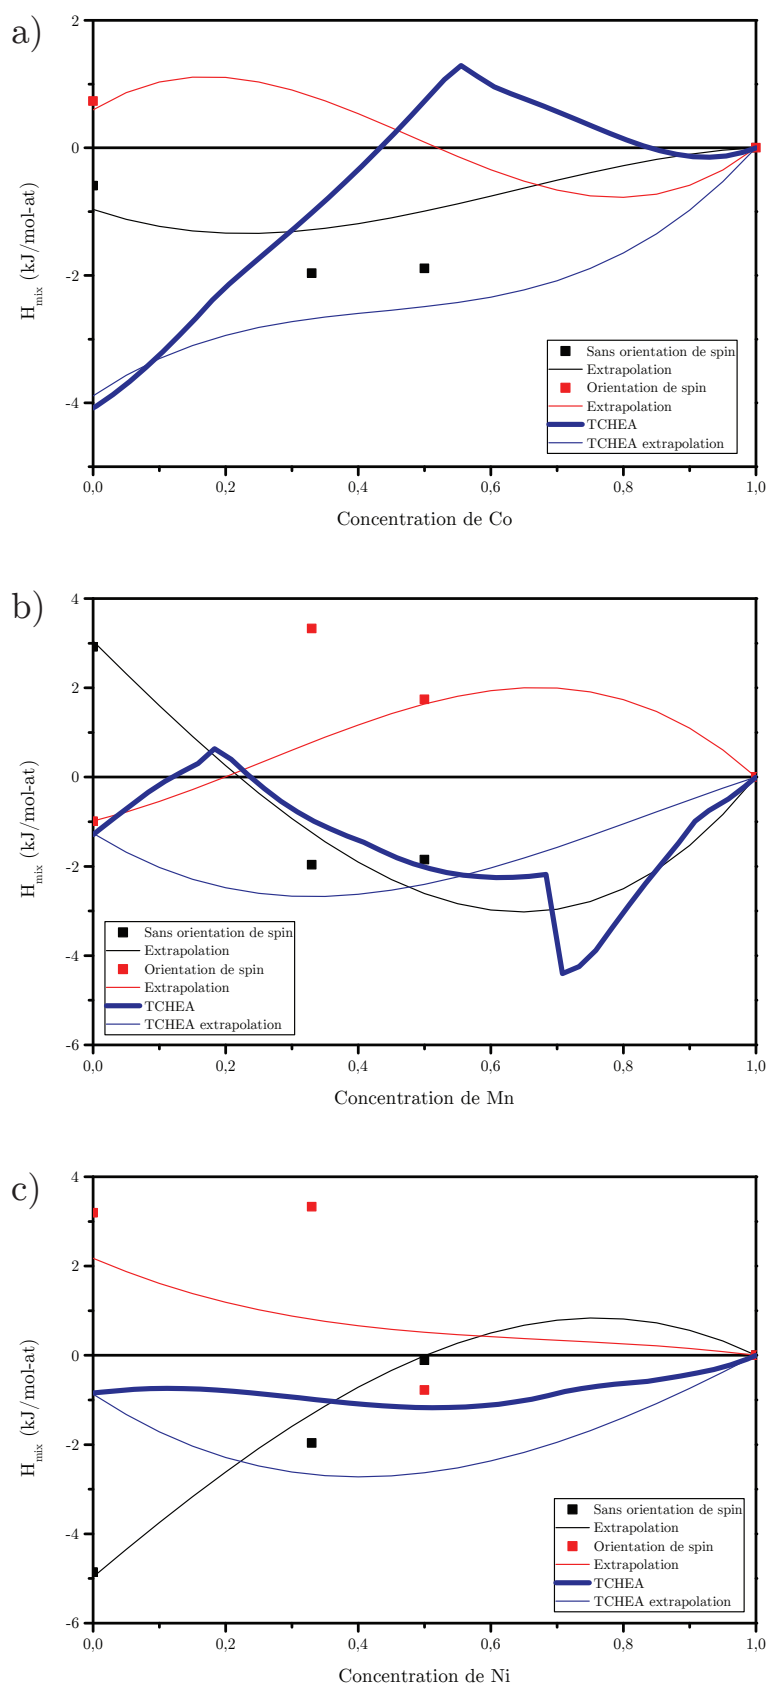 a)
2
0
-2
-4
H_mix (kJ/mol-at)
Sans orientation de spin
Extrapolation
Orientation de spin
Extrapolation
TCHEA
TCHEA extrapolation
0,0 0,2 0,4 0,6 0,8 1,0
Concentration de Co
b)
4
2
0
-2
-4
-6
H_mix (kJ/mol-at)
Sans orientation de spin
Extrapolation
Orientation de spin
Extrapolation
TCHEA
TCHEA extrapolation
0,0 0,2 0,4 0,6 0,8 1,0
Concentration de Mn
c)
4
2
0
-2
-4
-6
H_mix (kJ/mol-at)
Sans orientation de spin
Extrapolation
Orientation de spin
Extrapolation
TCHEA
TCHEA extrapolation
0,0 0,2 0,4 0,6 0,8 1,0
Concentration de Ni